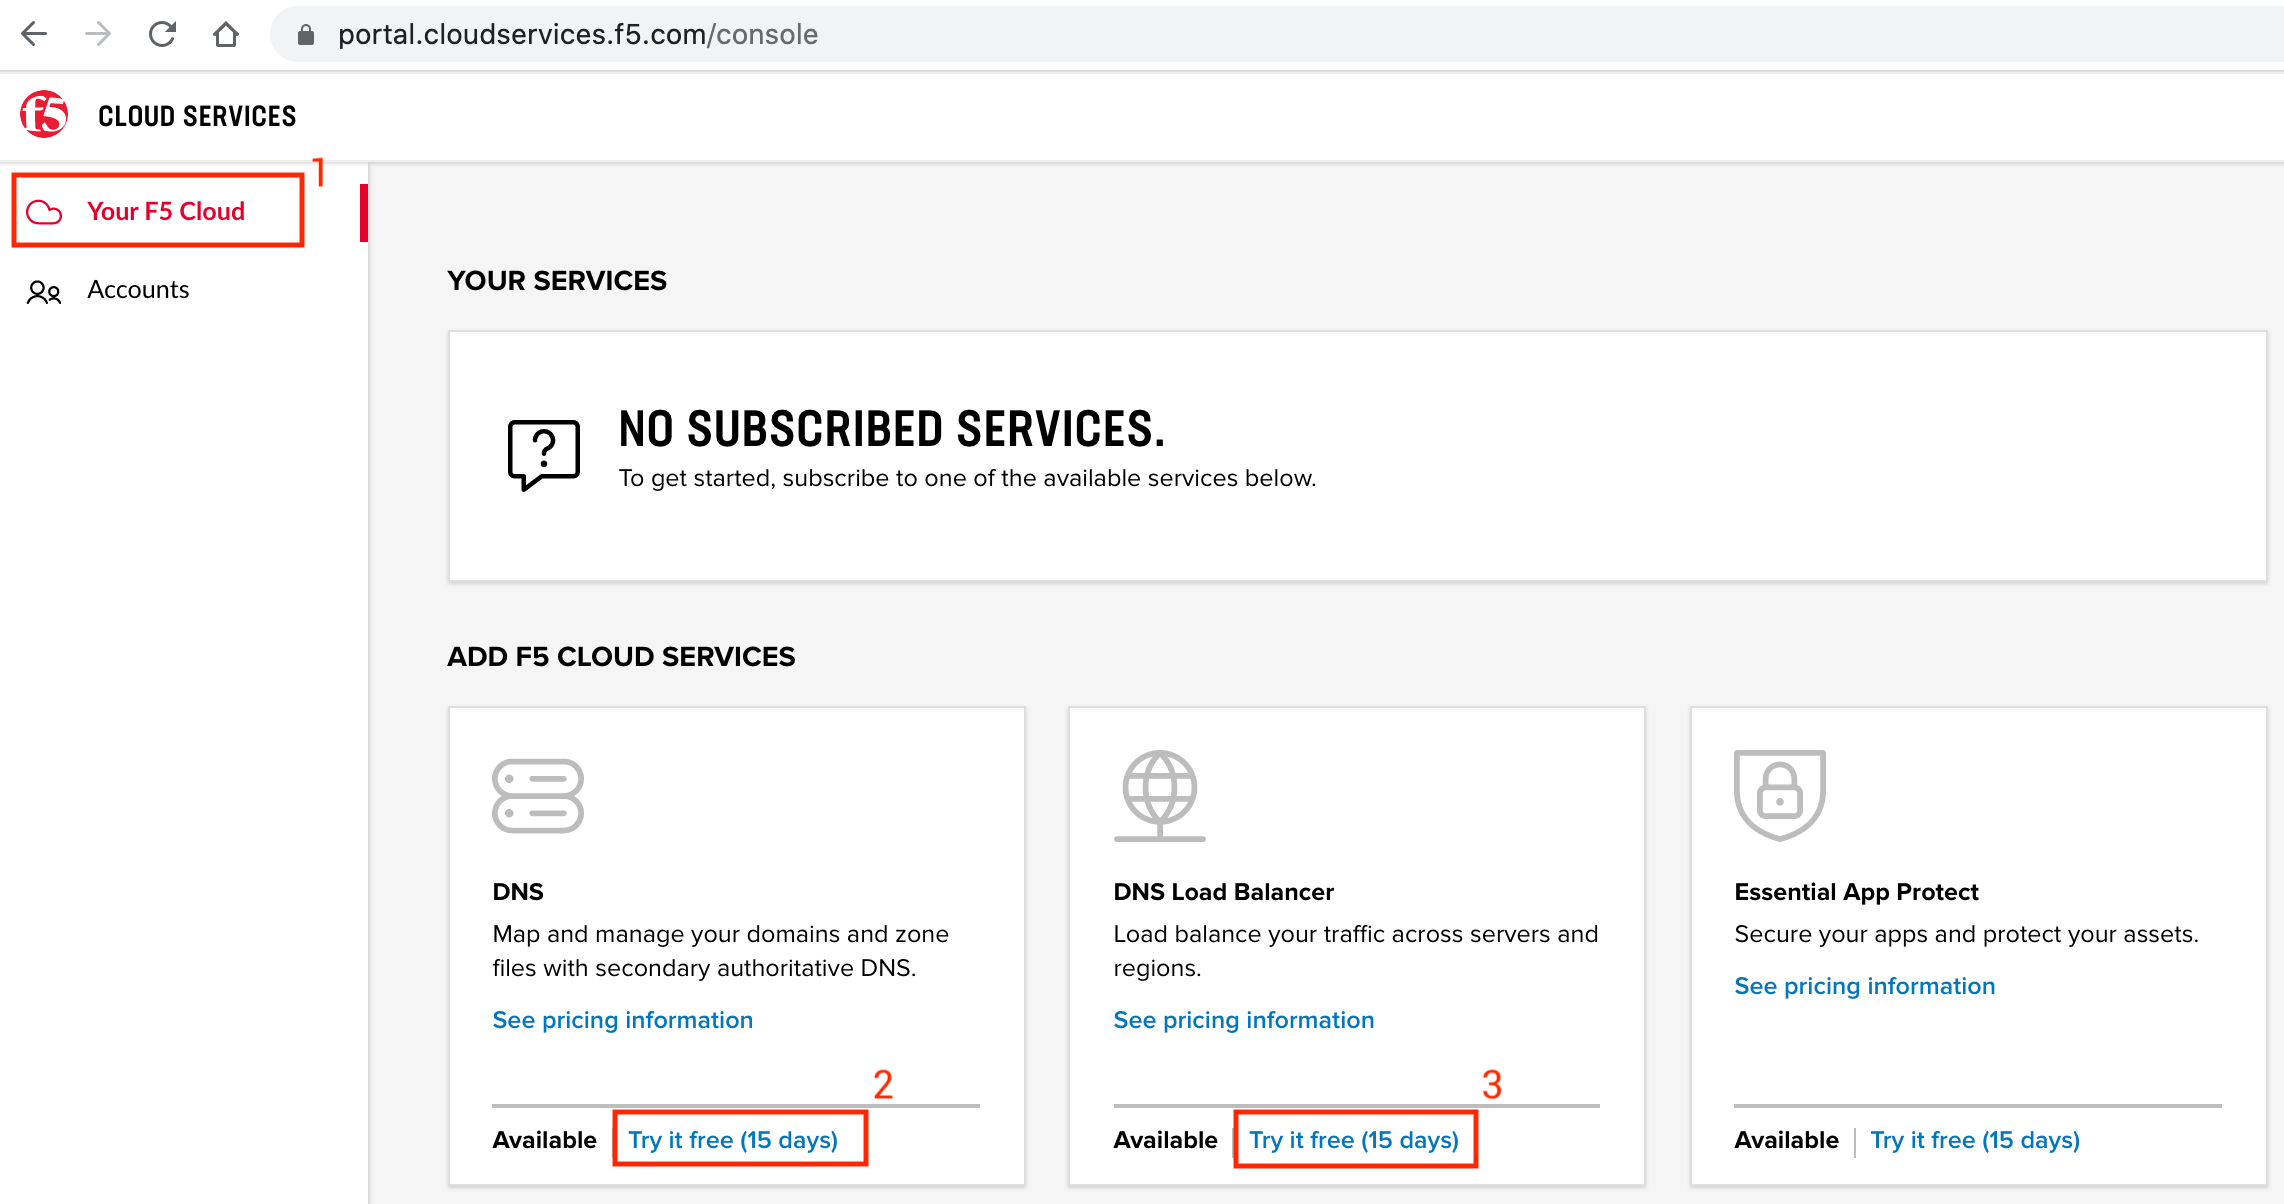 portal.cloudservices.f5.com/console
f5 CLOUD SERVICES
1
Your F5 Cloud
Accounts
YOUR SERVICES
?
NO SUBSCRIBED SERVICES.
To get started, subscribe to one of the available services below.
ADD F5 CLOUD SERVICES
DNS
Map and manage your domains and zone
files with secondary authoritative DNS.
See pricing information
2
Available Try it free (15 days)
DNS Load Balancer
Load balance your traffic across servers and
regions.
See pricing information
3
Available Try it free (15 days)
Essential App Protect
Secure your apps and protect your assets.
See pricing information
Available Try it free (15 days)